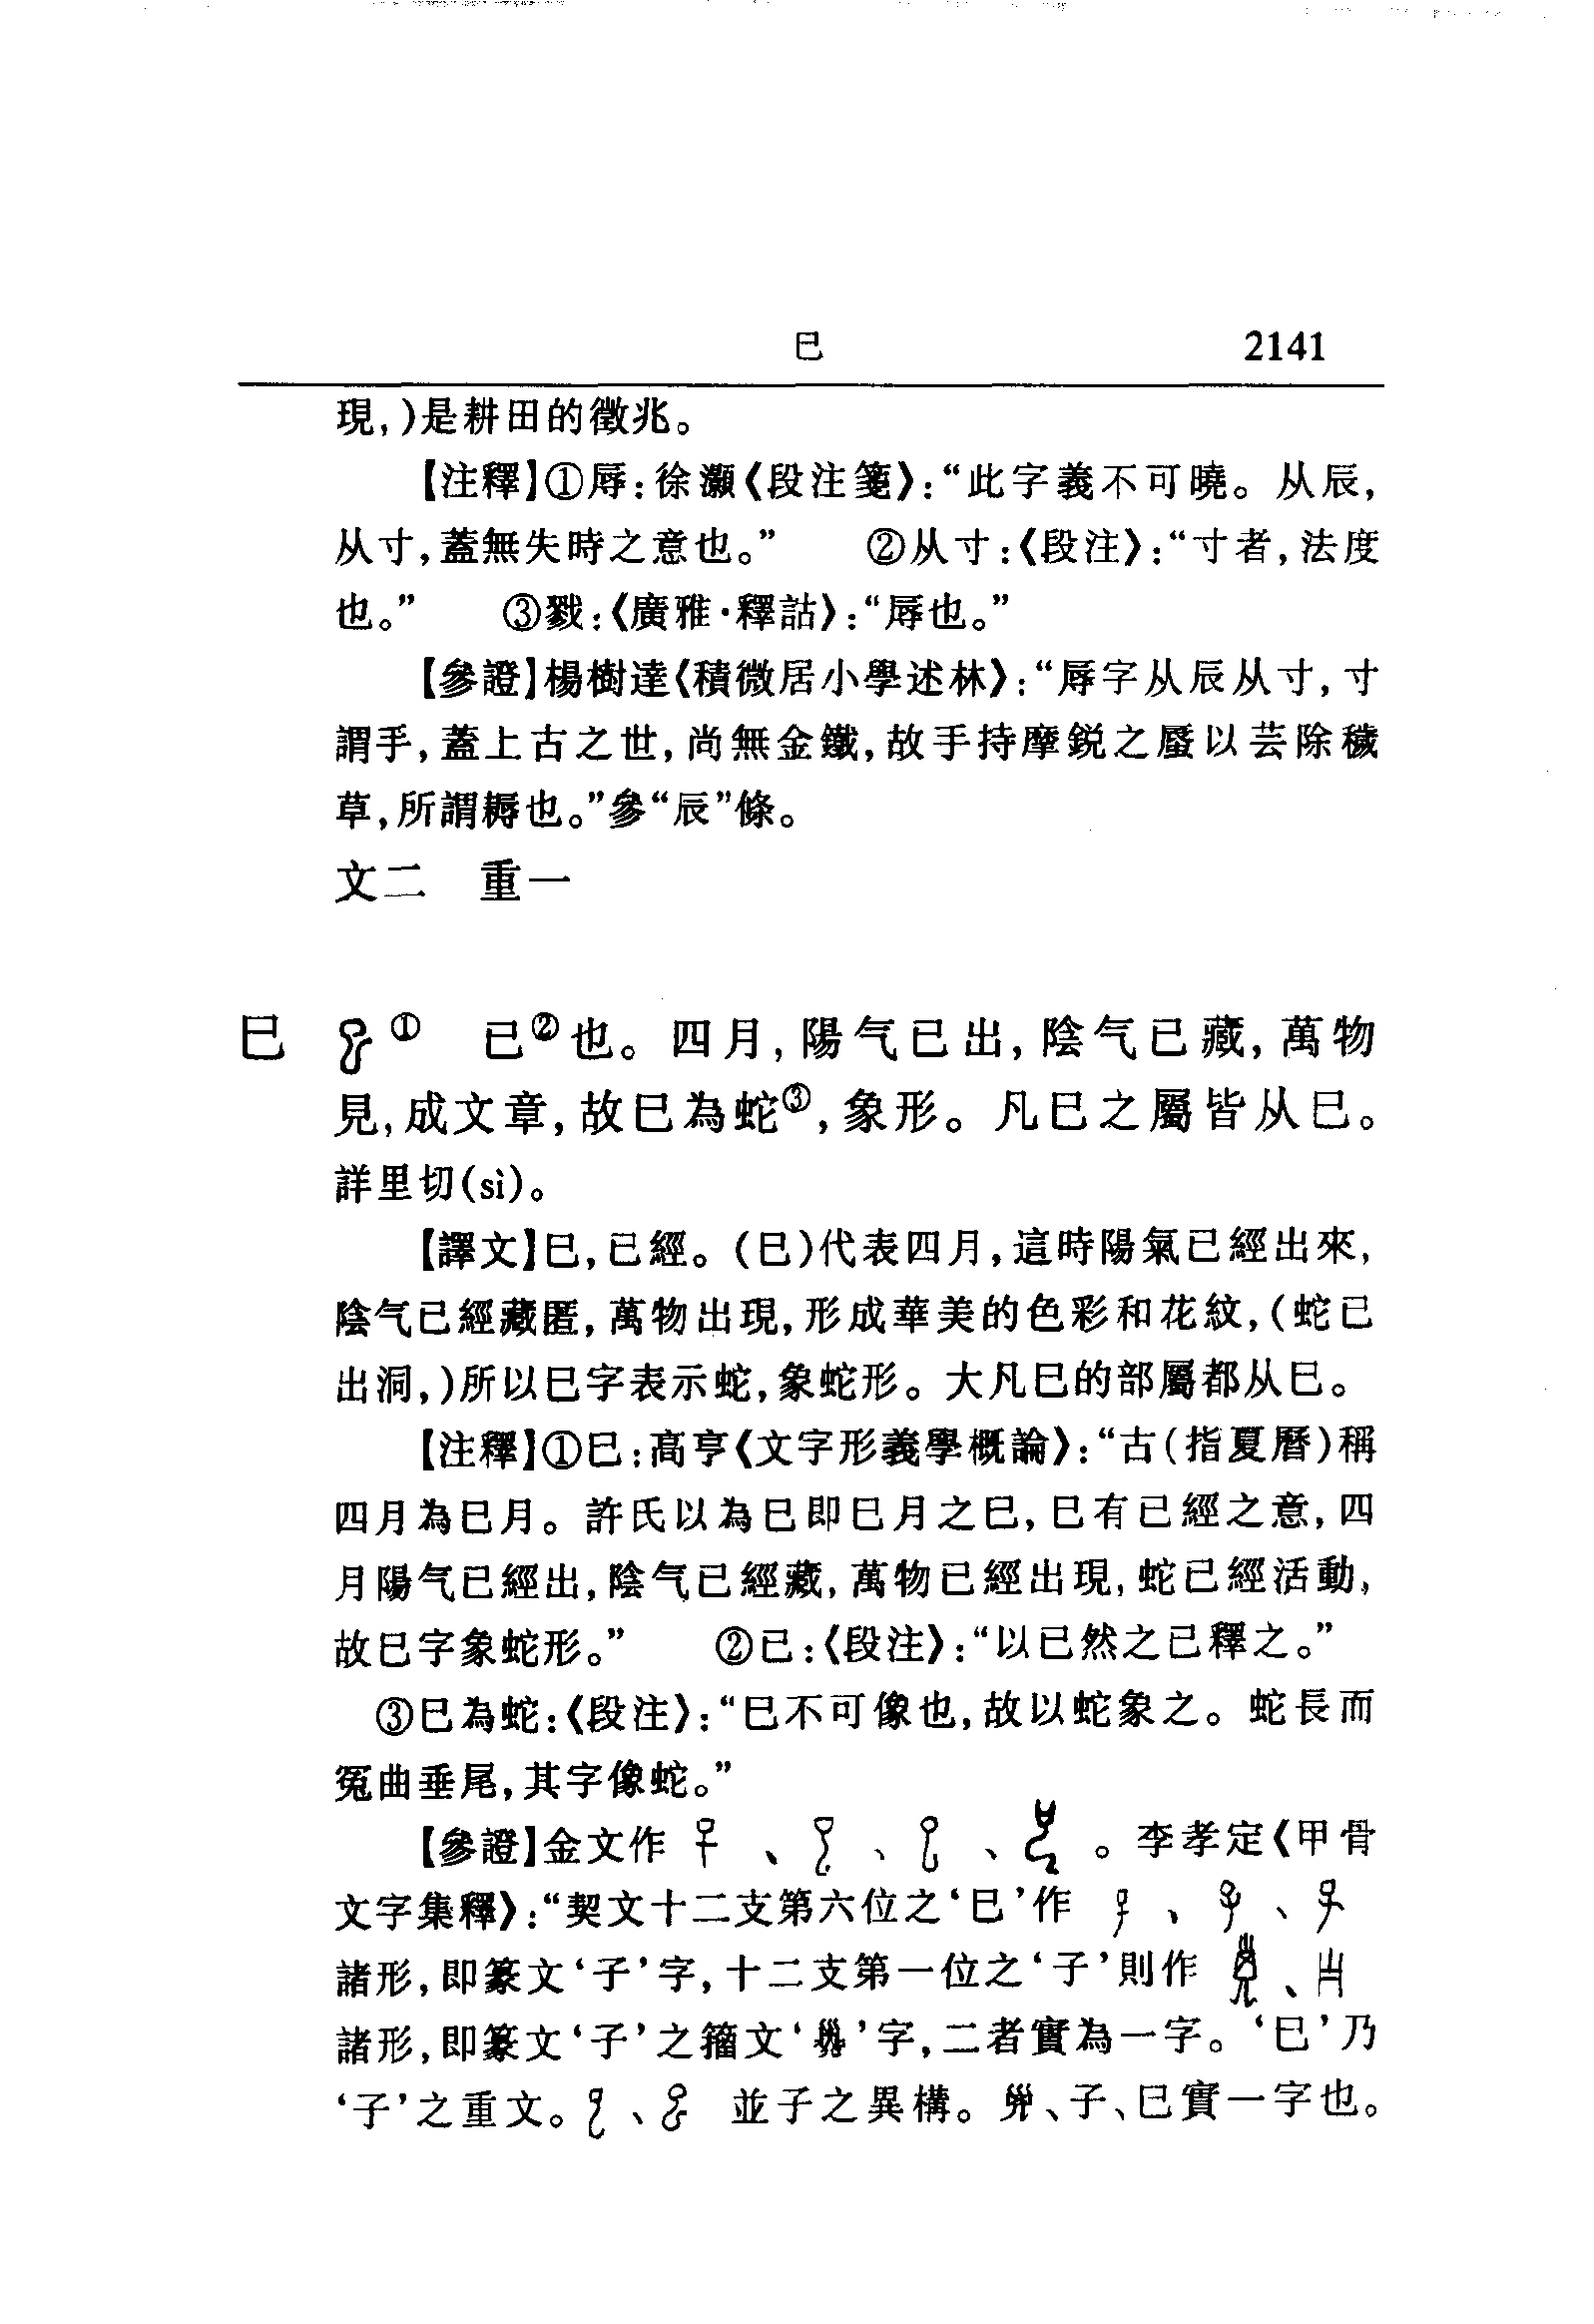 巳 2141
現,)是耕田的徵兆。
【注釋】①辱:徐灝《段注箋》:“此字義不可曉。从辰,
从寸,蓋無失時之意也。” ②从寸:《段注》:“寸者,法度
也。” ③戮:《廣雅·釋詁》:“辱也。”
【參證】楊樹達《積微居小學述林》:“辱字从辰从寸,寸
謂手,蓋上古之世,尚無金鐵,故手持摩鋭之蜃以芸除穢
草,所謂耨也。”參“辰”條。
文二 重一
巳 ① 已②也。四月,陽气已出,陰气已藏,萬物
見,成文章,故巳為蛇③,象形。凡巳之屬皆从巳。
詳里切(sì)。
【譯文】巳,已經。(巳)代表四月,這時陽氣已經出來,
陰气已經藏匿,萬物出現,形成華美的色彩和花紋,(蛇已
出洞,)所以巳字表示蛇,象蛇形。大凡巳的部屬都从巳。
【注釋】①巳:高亨《文字形義學概論》:“古(指夏曆)稱
四月為巳月。許氏以為巳即巳月之巳,巳有已經之意,四
月陽气已經出,陰气已經藏,萬物已經出現,蛇已經活動,
故巳字象蛇形。” ②已:《段注》:“以已然之已釋之。”
③巳為蛇:《段注》:“巳不可像也,故以蛇象之。蛇長而
冤曲垂尾,其字像蛇。”
【參證】金文作 、 、 、 。李孝定《甲骨
文字集釋》:“契文十二支第六位之‘巳’作 、 、
諸形,即篆文‘子’字,十二支第一位之‘子’則作 、
諸形,即篆文‘子’之籀文‘ ’字,二者實為一字。‘巳’乃
‘子’之重文。 、 並子之異構。 、子、巳實一字也。